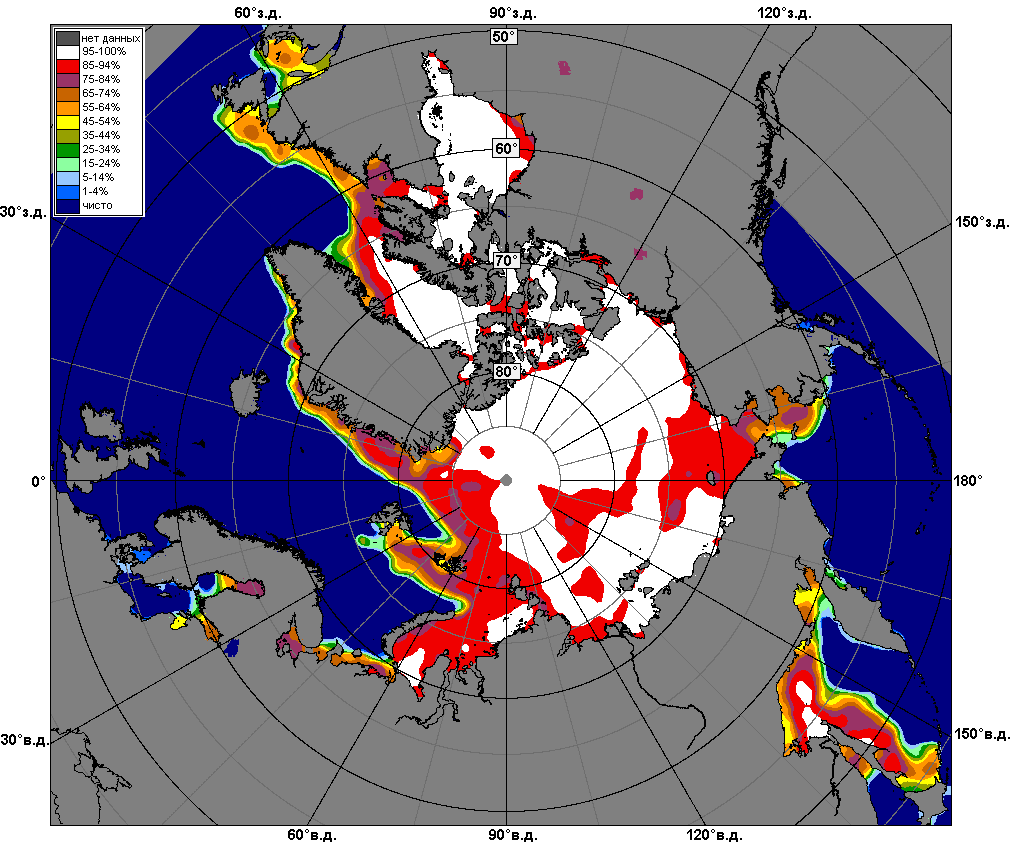 60°з.д.
90°з.д.
120°з.д.
50°
нет данных
95-100%
85-94%
75-84%
65-74%
55-64%
45-54%
35-44%
25-34%
15-24%
5-14%
1-4%
чисто
60°
30°з.д.
150°з.д.
70°
80°
0°
180°
30°в.д.
150°в.д.
60°в.д.
90°в.д.
120°в.д.